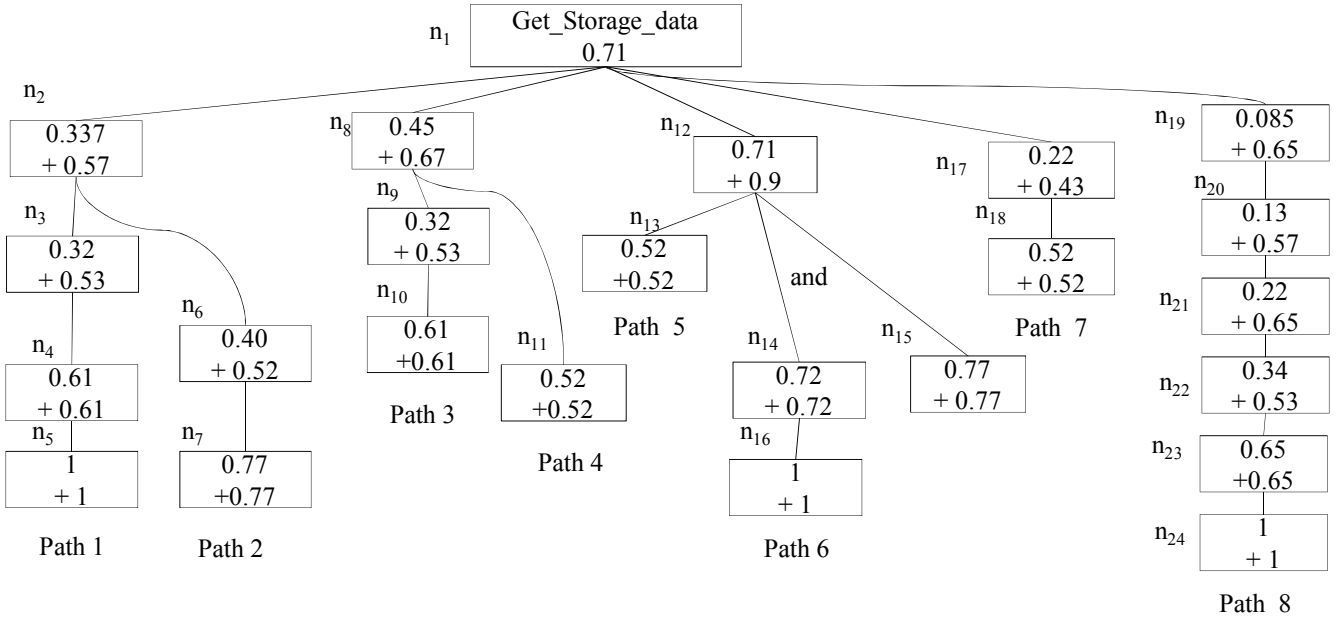 Get_Storage_data
n1
0.71
n2
0.337
+ 0.57
n3
0.32
+ 0.53
n4
0.61
+ 0.61
n5
1
+ 1
Path 1
n6
0.40
+ 0.52
n7
0.77
+0.77
Path 2
n8
0.45
+ 0.67
n9
0.32
+ 0.53
n10
0.61
+0.61
Path 3
n11
0.52
+0.52
Path 4
n12
0.71
+ 0.9
n13
0.52
+0.52
Path 5
and
n14
0.72
+ 0.72
n15
0.77
+ 0.77
n16
1
+ 1
Path 6
n17
0.22
+ 0.43
n18
0.52
+ 0.52
Path 7
n19
0.085
+ 0.65
n20
0.13
+ 0.57
n21
0.22
+ 0.65
n22
0.34
+ 0.53
n23
0.65
+0.65
n24
1
+ 1
Path 8